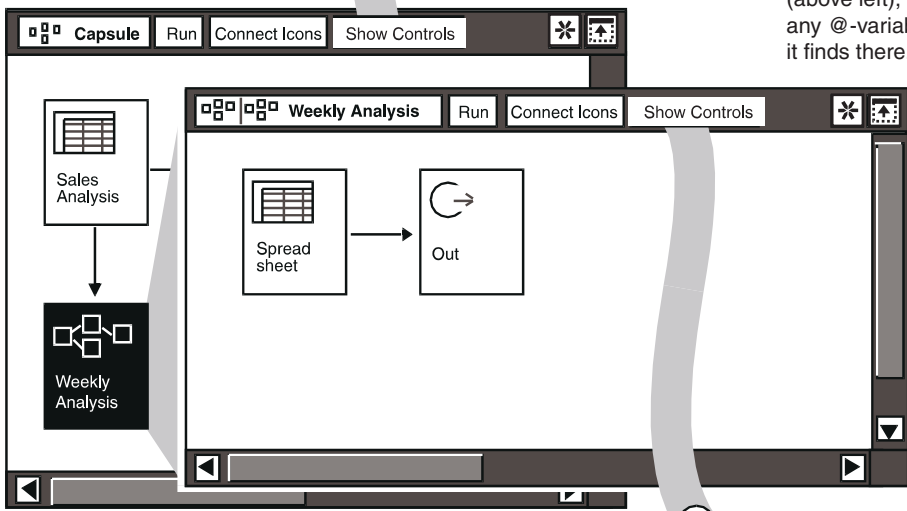 (above left),
any @-variab
it finds there
Capsule Run Connect Icons Show Controls
Sales
Analysis
Weekly
Analysis
Weekly Analysis Run Connect Icons Show Controls
Spread
sheet
Out